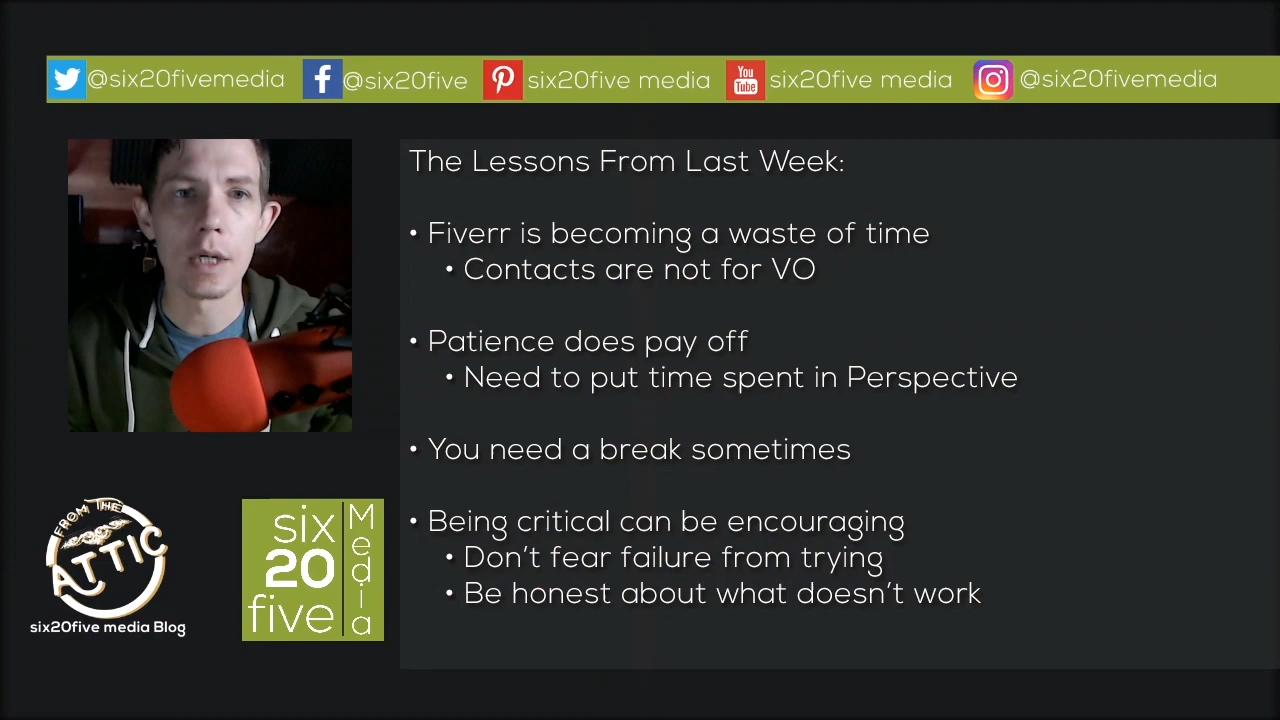 @six20fivemedia @six20five six20five media You Tube six20five media @six20fivemedia
The Lessons From Last Week:
• Fiverr is becoming a waste of time
• Contacts are not for VO
• Patience does pay off
• Need to put time spent in Perspective
• You need a break sometimes
• Being critical can be encouraging
• Don't fear failure from trying
• Be honest about what doesn't work
FROM THE
ATTIC
six20five media Blog
six
20
five
Media